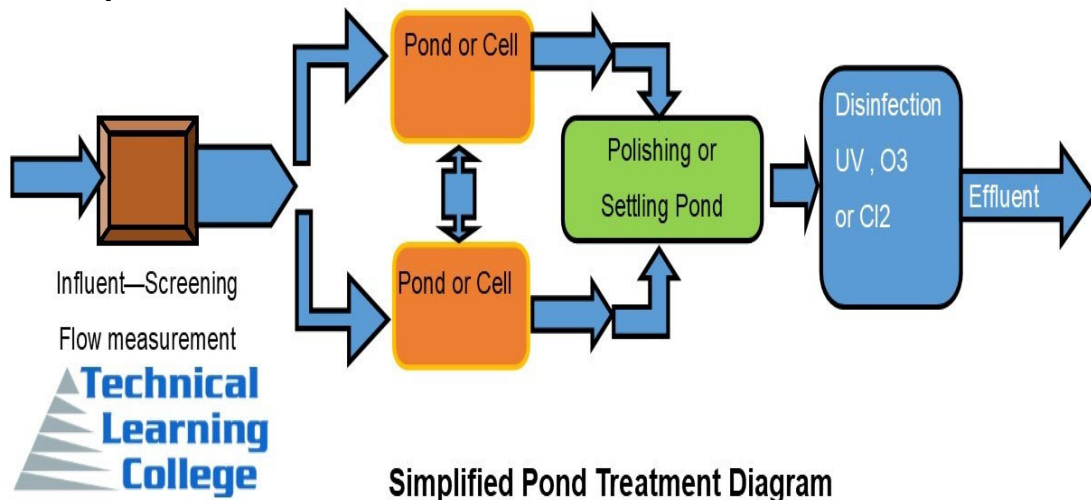 Pond or Cell
Pond or Cell
Polishing or
Settling Pond
Disinfection
UV , O3
or Cl2
Effluent
Influent—Screening
Flow measurement
Technical
Learning
College
Simplified Pond Treatment Diagram